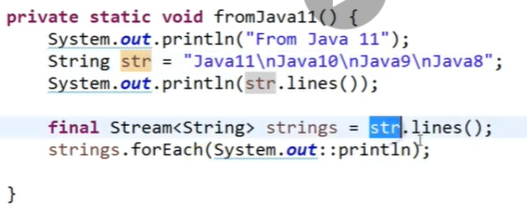 private static void fromJava11() {
System.out.println("From Java 11");
String str = "Java11\nJava10\nJava9\nJava8";
System.out.println(str.lines());
final Stream<String> strings = str.lines();
strings.forEach(System.out::println);
}